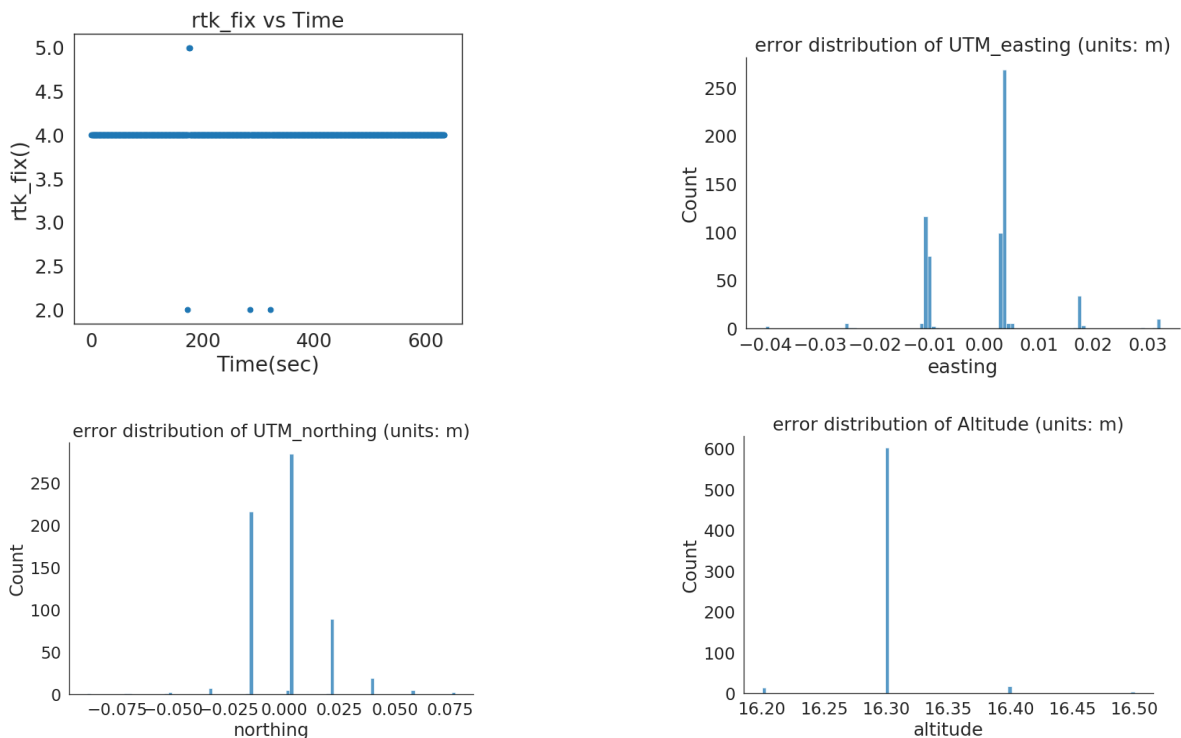 rtk_fix vs Time
5.0
4.5
4.0
3.5
3.0
2.5
2.0
rtk_fix()
0 200 400 600
Time(sec)
error distribution of UTM_easting (units: m)
250
200
150
100
50
0
Count
−0.04 −0.03 −0.02 −0.01 0.00 0.01 0.02 0.03
easting
error distribution of UTM_northing (units: m)
250
200
150
100
50
0
Count
−0.075 −0.050 −0.025 0.000 0.025 0.050 0.075
northing
error distribution of Altitude (units: m)
600
500
400
300
200
100
0
Count
16.20 16.25 16.30 16.35 16.40 16.45 16.50
altitude